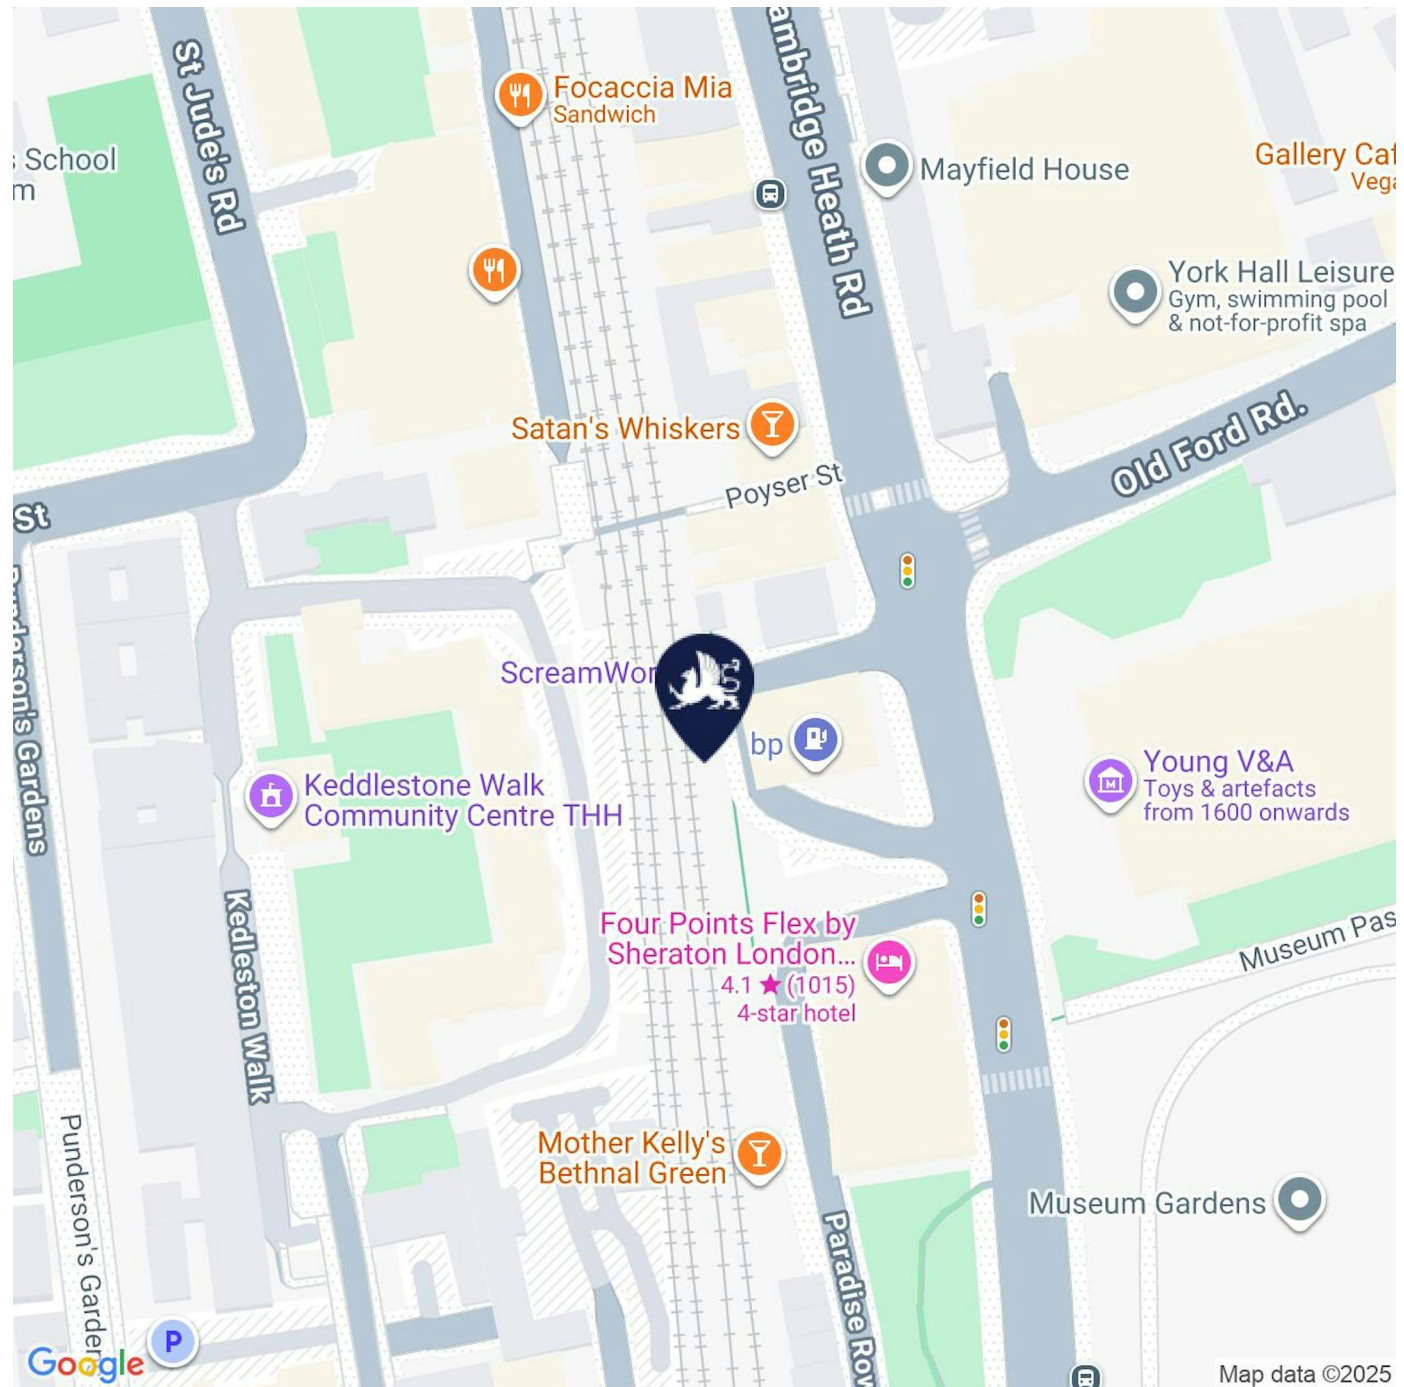 St Jude's Rd
Focaccia Mia
Sandwich
ambridge Heath Rd
School
m
Mayfield House
Gallery Caf
Vega
York Hall Leisure
Gym, swimming pool
& not-for-profit spa
Satan's Whiskers
Poyser St
Old Ford Rd.
St
Punderson's Gardens
ScreamWor
bp
Keddlestone Walk
Community Centre THH
Young V&A
Toys & artefacts
from 1600 onwards
Kedleston Walk
Four Points Flex by
Sheraton London...
4.1 ★ (1015)
4-star hotel
Museum Pas
Mother Kelly's
Bethnal Green
Museum Gardens
Punderson's Garden
Paradise Row
P
Google
Map data ©2025